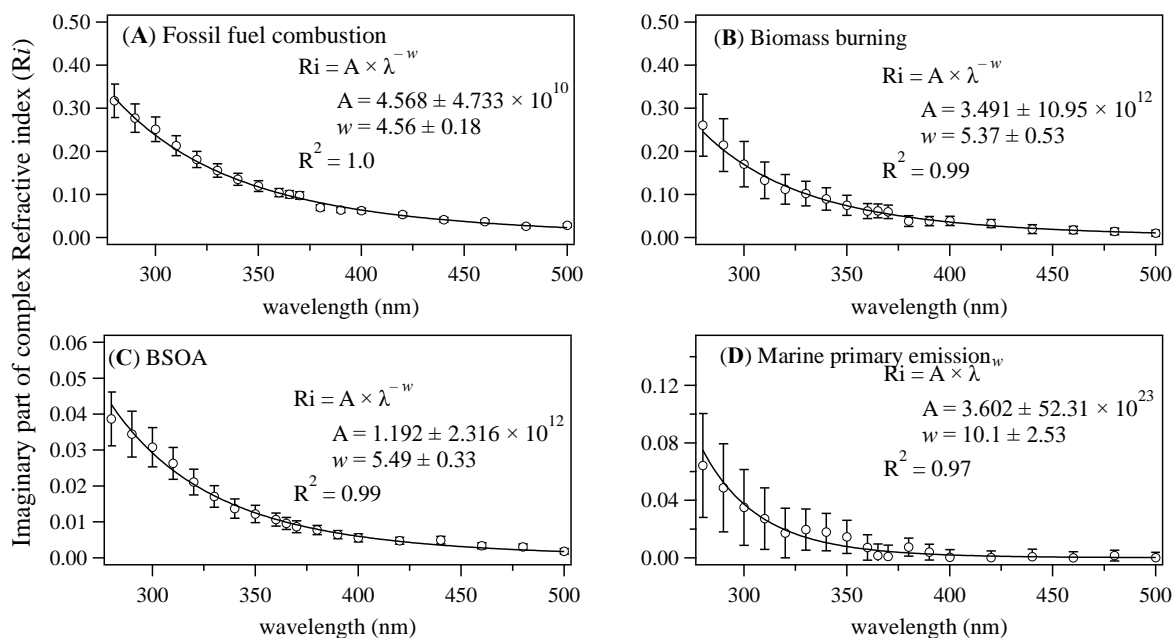 Imaginary part of complex Refractive index (Ri)
(A) Fossil fuel combustion
Ri = A × λ^−w
A = 4.568 ± 4.733 × 10^10
w = 4.56 ± 0.18
R^2 = 1.0
0.50
0.40
0.30
0.20
0.10
0.00
300 350 400 450 500
wavelength (nm)
(B) Biomass burning
Ri = A × λ^−w
A = 3.491 ± 10.95 × 10^12
w = 5.37 ± 0.53
R^2 = 0.99
0.50
0.40
0.30
0.20
0.10
0.00
300 350 400 450 500
wavelength (nm)
(C) BSOA
Ri = A × λ^−w
A = 1.192 ± 2.316 × 10^12
w = 5.49 ± 0.33
R^2 = 0.99
0.06
0.05
0.04
0.03
0.02
0.01
0.00
300 350 400 450 500
wavelength (nm)
(D) Marine primary emission
Ri = A × λ^w
A = 3.602 ± 52.31 × 10^23
w = 10.1 ± 2.53
R^2 = 0.97
0.12
0.08
0.04
0.00
300 350 400 450 500
wavelength (nm)